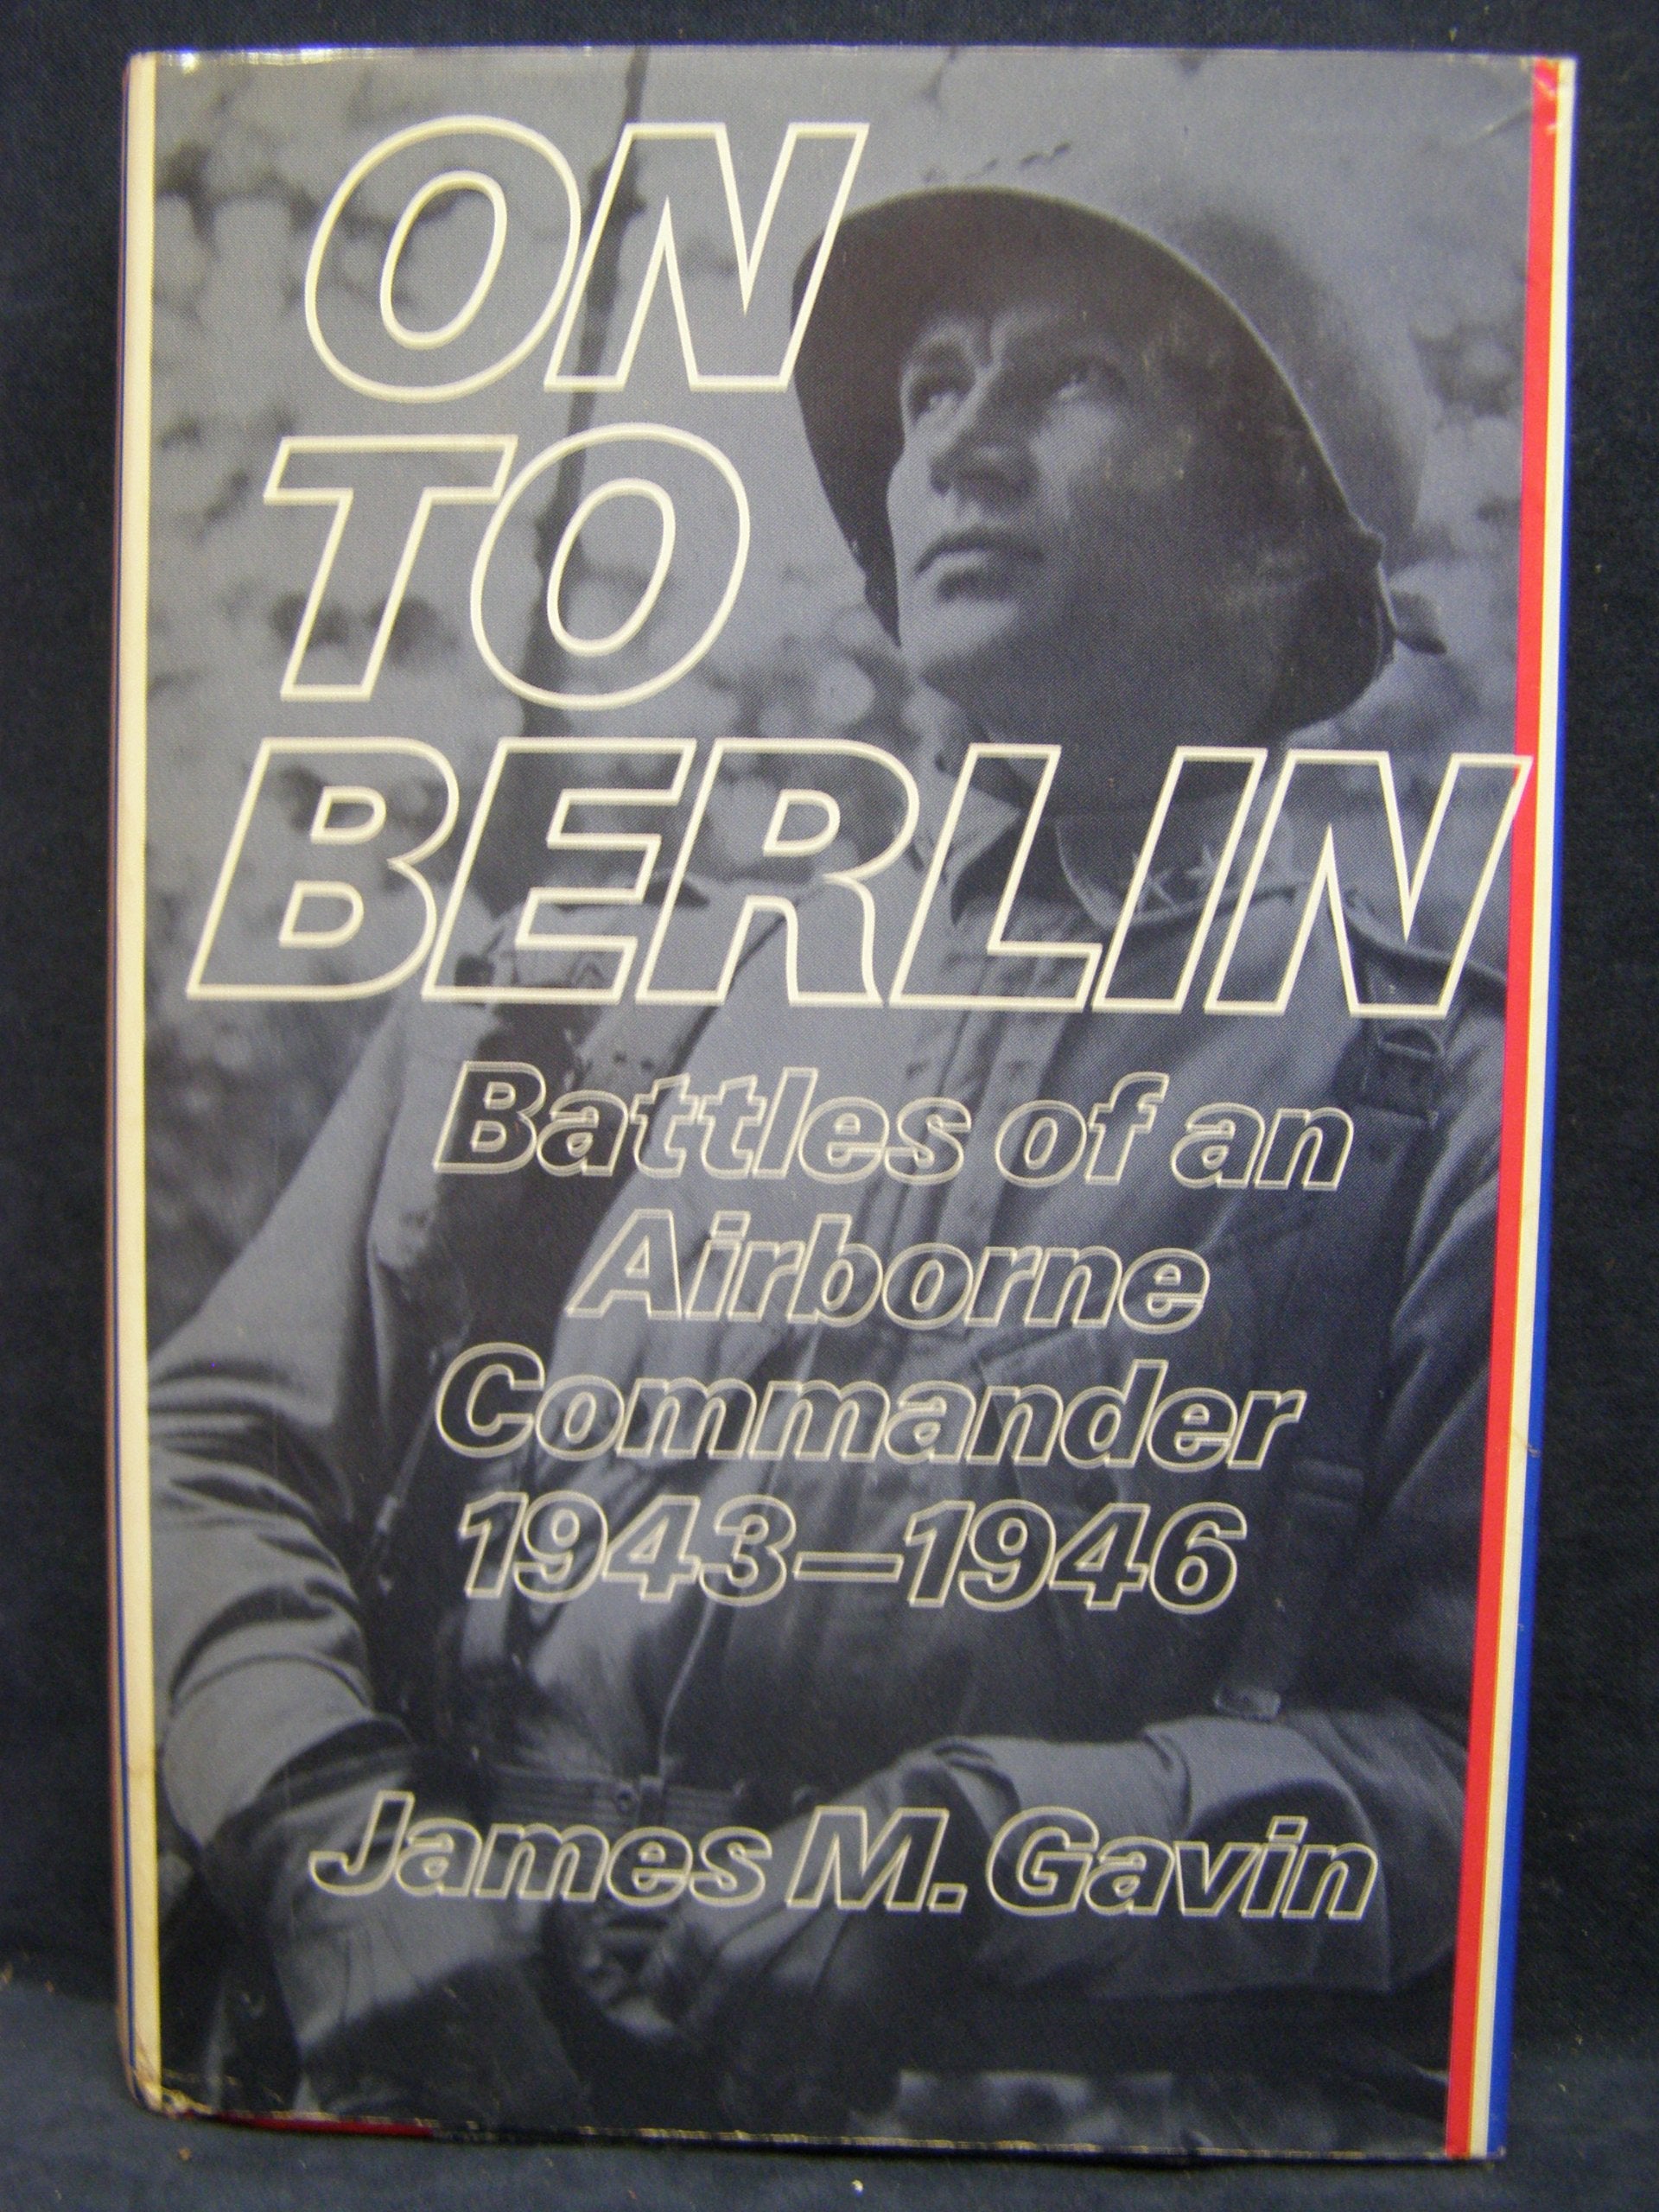 ON
TO
BERLIN
Battles of an
Airborne
Commander
1943—1946
James M. Gavin